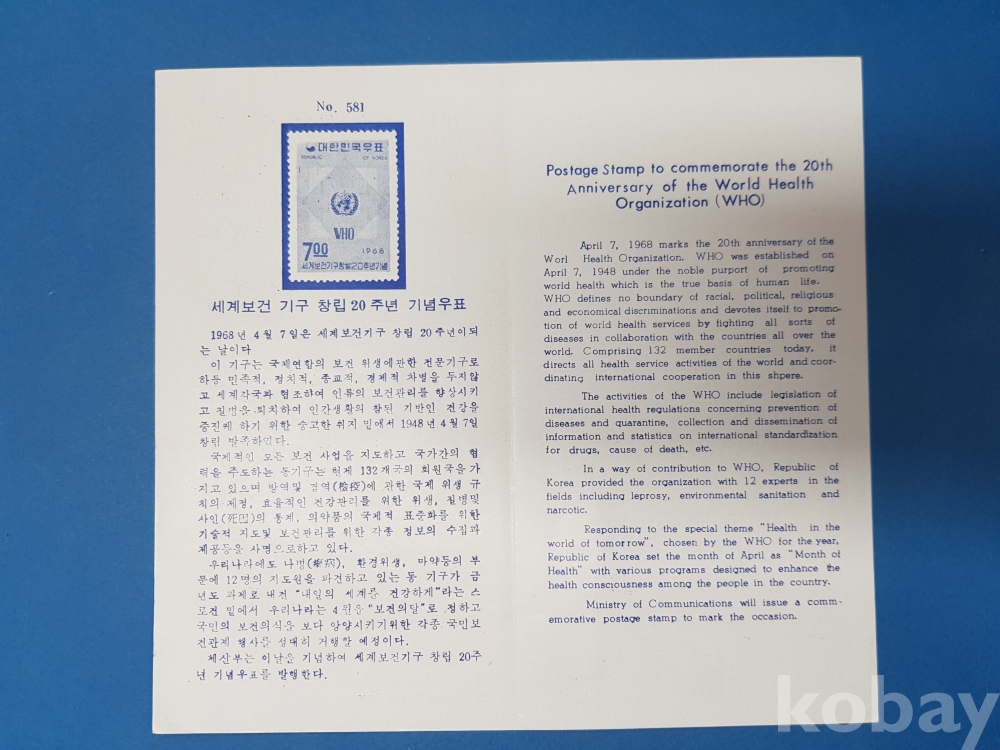 No. 581
대한민국우표
REPUBLIC OF KOREA
WHO
7.00 1968
세계보건기구창설20주년기념
세계보건 기구 창립 20 주년 기념우표
1968년 4월 7일은 세계보건기구 창립 20주년이되
는 날이다
이 기구는 국제연합의 보건 위생에관한 전문기구로
하등 민족적, 정치적, 종교적, 경제적 차별을 두지않
고 세계각국과 협조하여 인류의 보건관리를 향상시키
고 질병을 퇴치하여 인간생활의 참된 기반인 건강을
증진케 하기 위한 숭고한 취지 밑에서 1948년 4월 7일
창립 발족하였다.
국제적인 모든 보건 사업을 지도하고 국가간의 협
력을 주도하는 동기구는 현제 132개국의 회원국을가
지고 있으며 방역및 검역(檢疫)에 관한 국제 위생규
칙의 제정, 효율적인 건강관리를 위한 위생, 질병및
사인(死因)의 통계, 의약품의 국제적 표준화를 위한
기술적 지도및 보건관리를 위한 각종 정보의 수집과
제공등을 사명으로하고 있다.
우리나라에도 나병(癩病), 환경위생, 마약등의 부
문에 12명의 지도원을 파견하고 있는 동 기구가 금
년도 과제로 내건 "내일의 세계를 건강하게"라는 스
로건 밑에서 우리나라는 4월을 "보건의달"로 정하고
국민의 보건의식을 보다 앙양시키기위한 각종 국민보
건관계 행사를 성대히 거행할 예정이다.
체신부는 이날을 기념하여 세계보건기구 창립 20주
년 기념우표를 발행한다.
Postage Stamp to commemorate the 20th
Anniversary of the World Health
Organization (WHO)
April 7, 1968 marks the 20th anniversary of the
Worl Health Organization. WHO was established on
April 7, 1948 under the noble purport of promoting
world health which is the true basis of human life.
WHO defines no boundary of racial, political, religious
and economical discriminations and devotes itself to promo-
tion of world health services by fighting all sorts of
diseases in collaboration with the countries all over the
world. Comprising 132 member countries today, it
directs all health service activities of the world and coor-
dinating international cooperation in this shpere.
The activities of the WHO include legislation of
international health regulations concerning prevention of
diseases and quarantine, collection and dissemination of
information and statistics on international standardization
for drugs, cause of death, etc.
In a way of contribution to WHO, Republic of
Korea provided the organization with 12 experts in the
fields including leprosy, environmental sanitation and
narcotic.
Responding to the special theme "Health in the
world of tomorrow", chosen by the WHO for the year,
Republic of Korea set the month of April as "Month of
Health" with various programs designed to enhance the
health consciousness among the people in the country.
Ministry of Communications will issue a com-
memorative postage stamp to mark the occasion.
kobay